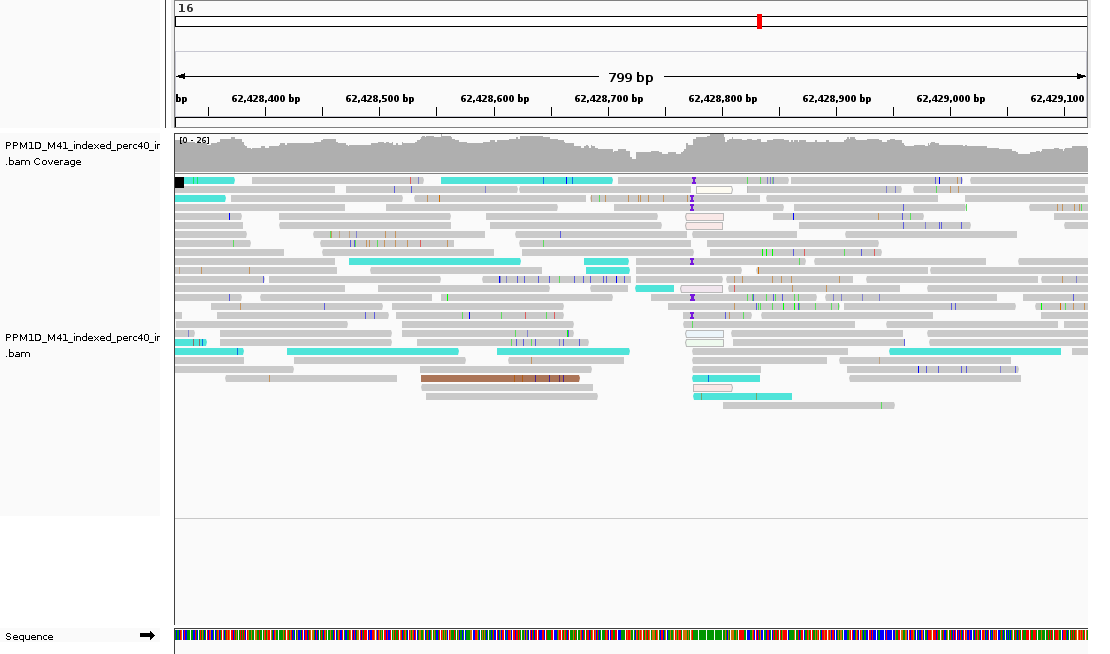 16
799 bp
bp 62,428,400 bp 62,428,500 bp 62,428,600 bp 62,428,700 bp 62,428,800 bp 62,428,900 bp 62,429,000 bp 62,429,100
PPM1D_M41_indexed_perc40_ir
.bam Coverage
[0 - 26]
PPM1D_M41_indexed_perc40_ir
.bam
Sequence